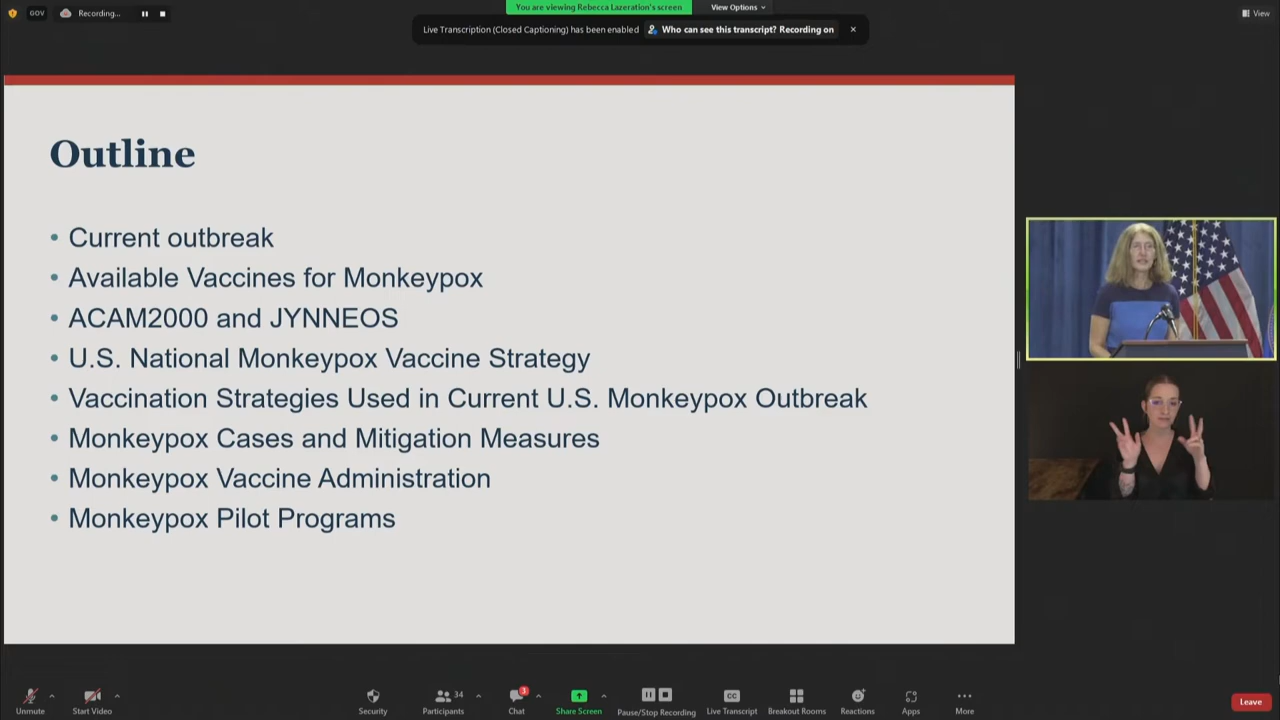 GOV
Recording...
You are viewing Rebecca Lazeration's screen
View Options
View
Live Transcription (Closed Captioning) has been enabled
Who can see this transcript? Recording on
Outline
• Current outbreak
• Available Vaccines for Monkeypox
• ACAM2000 and JYNNEOS
• U.S. National Monkeypox Vaccine Strategy
• Vaccination Strategies Used in Current U.S. Monkeypox Outbreak
• Monkeypox Cases and Mitigation Measures
• Monkeypox Vaccine Administration
• Monkeypox Pilot Programs
Unmute
Start Video
Security
Participants
34
Chat
3
Share Screen
Pause/Stop Recording
CC
Live Transcript
Breakout Rooms
Reactions
Apps
More
Leave